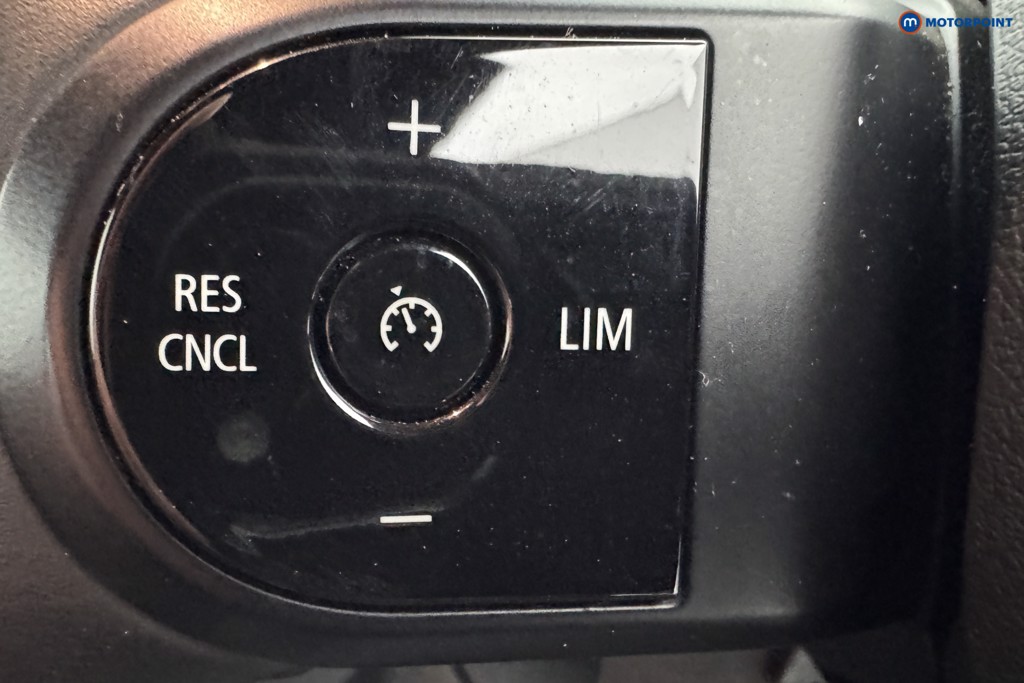 MOTORPOINT
+
RES
CNCL
LIM
−